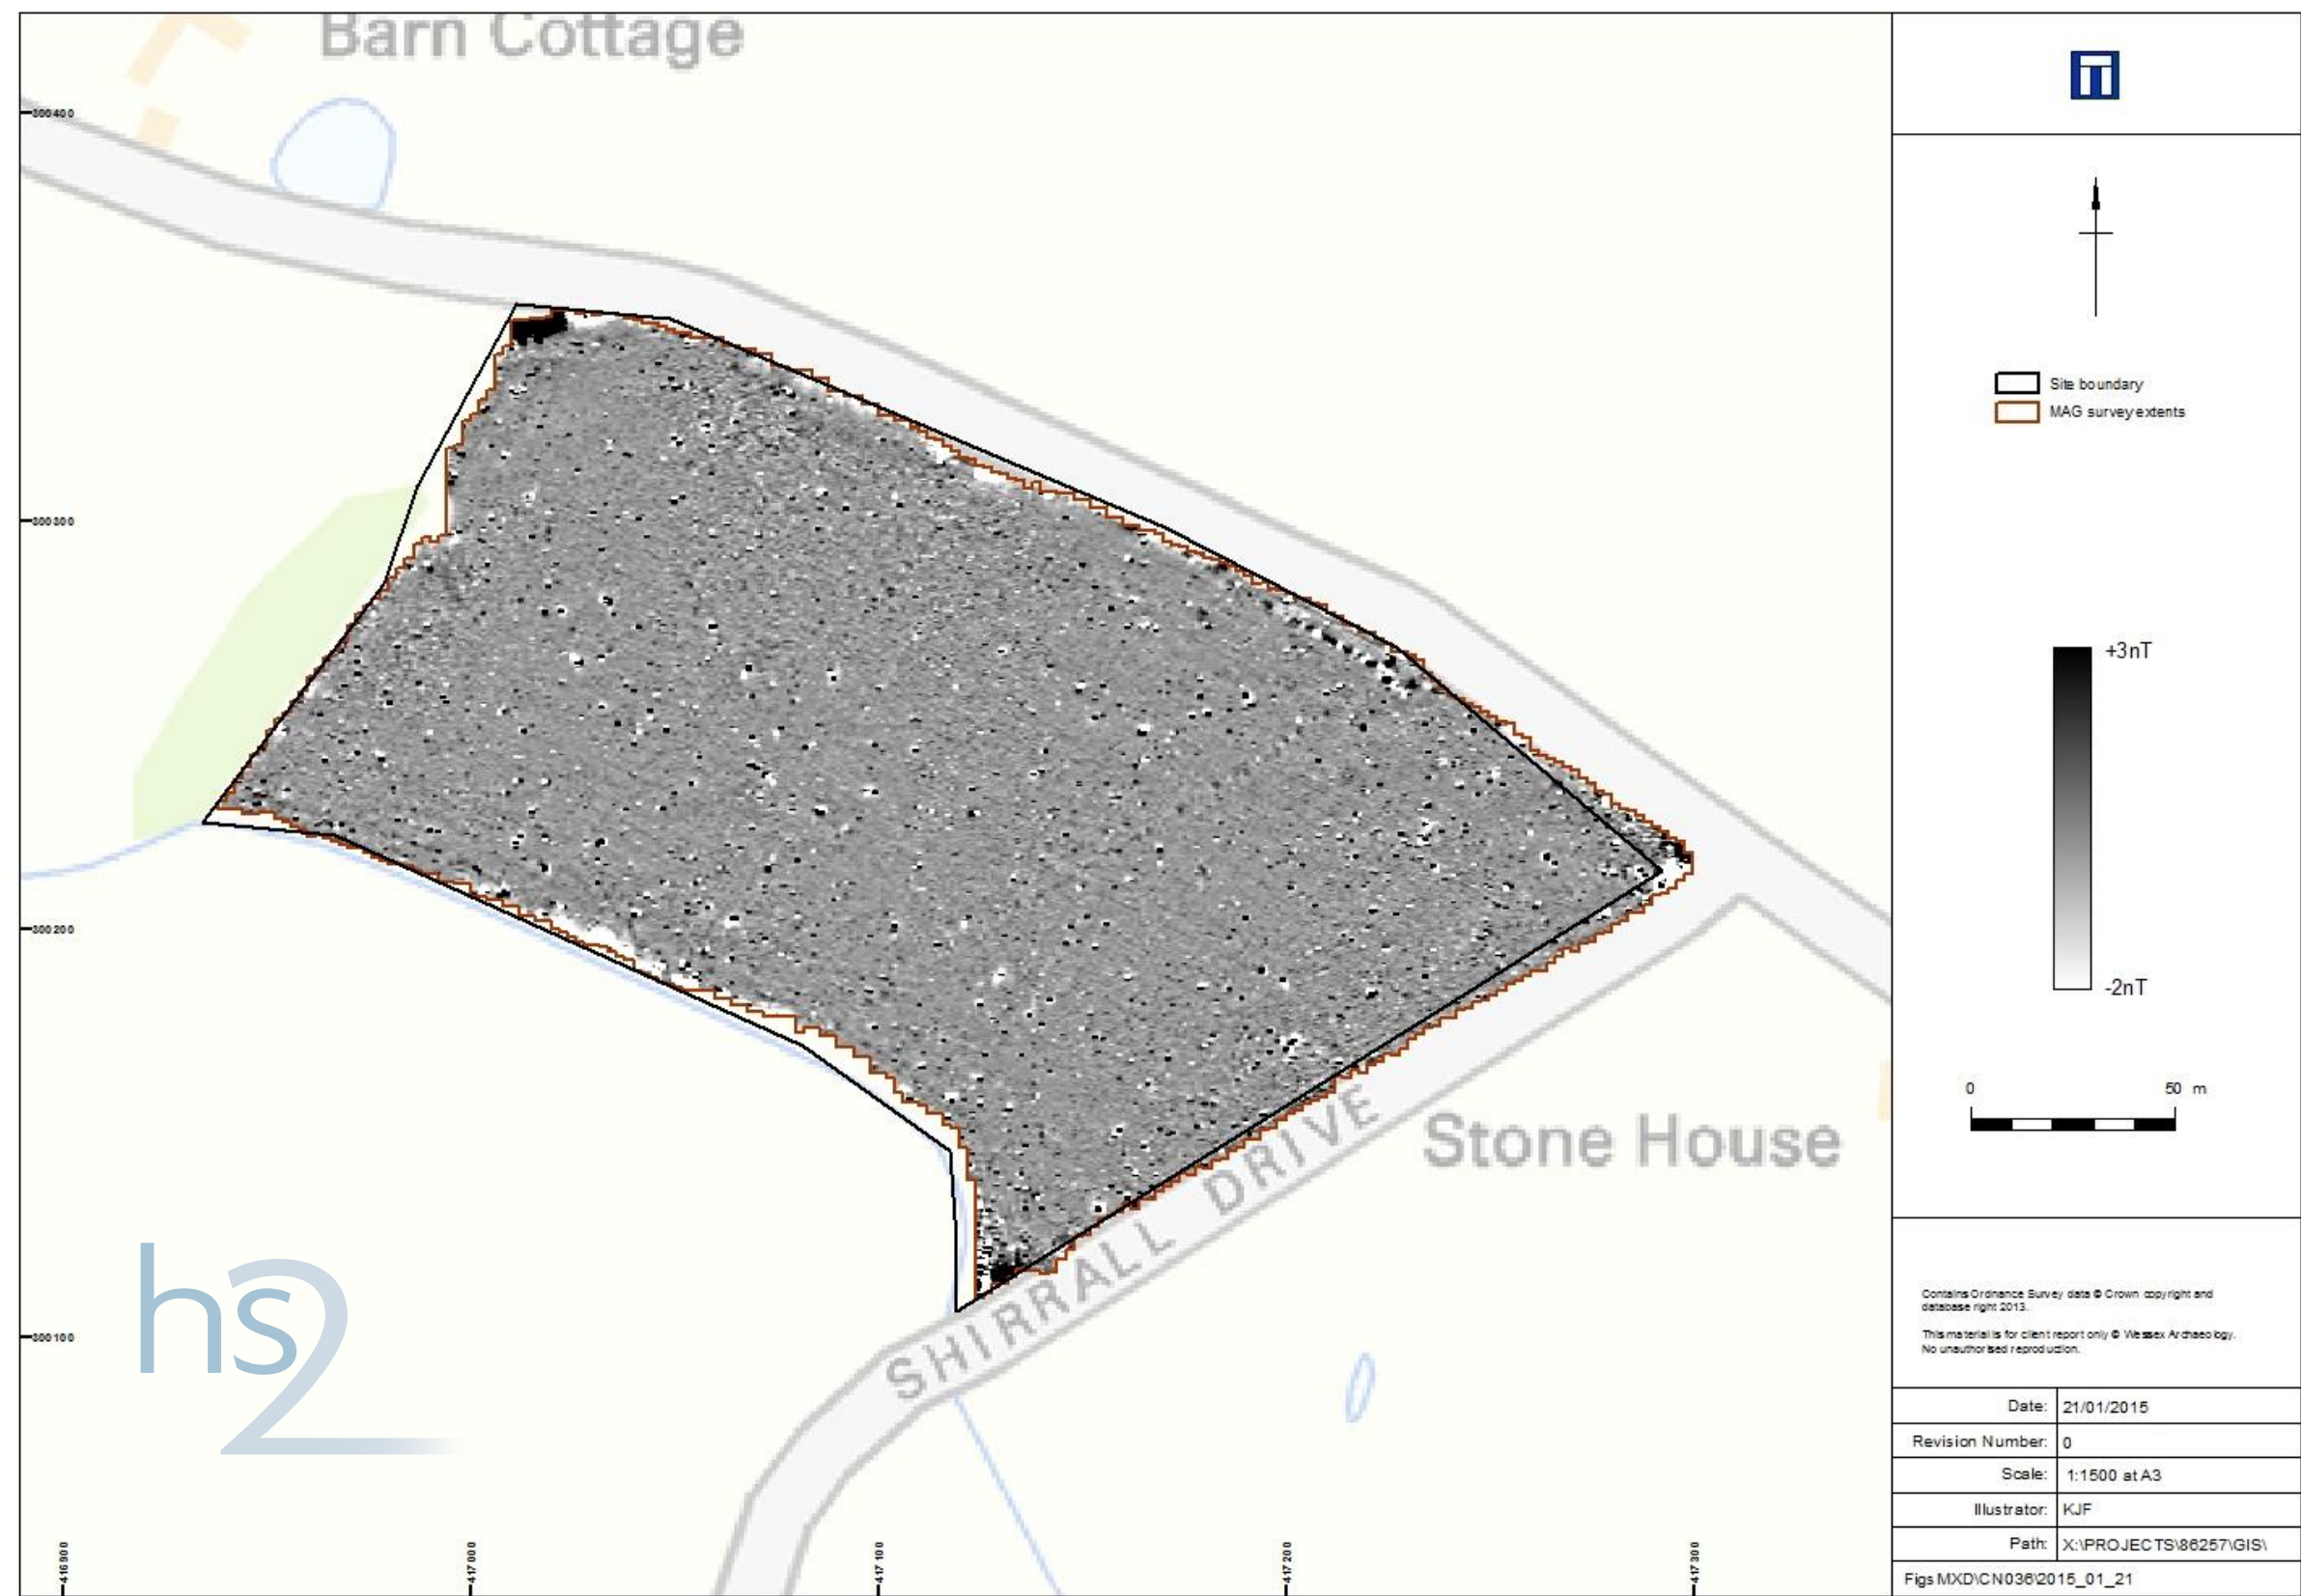 Barn Cottage
300400
300300
300200
300100
416900
417000
417100
417200
417300
SHIRRALL DRIVE
Stone House
hs2
Site boundary
MAG survey extents
+3nT
-2nT
0 50 m
Contains Ordnance Survey data © Crown copyright and
database right 2013.
This material is for client report only © Wessex Archaeology.
No unauthorised reproduction.
Date: 21/01/2015
Revision Number: 0
Scale: 1:1500 at A3
Illustrator: KJF
Path: X:\PROJECTS\86257\GIS\
Figs MXD\CN036\2015_01_21